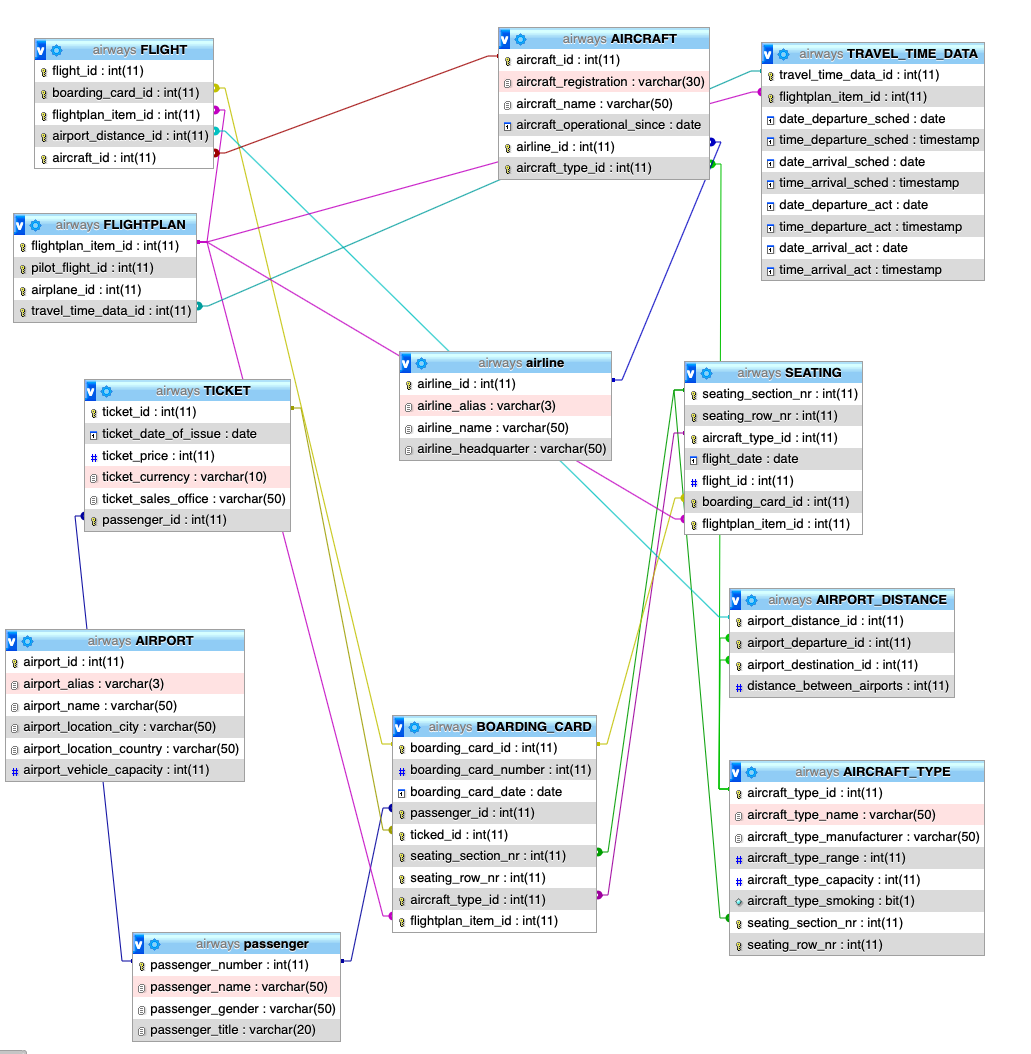 airways FLIGHT
flight_id : int(11)
boarding_card_id : int(11)
flightplan_item_id : int(11)
airport_distance_id : int(11)
aircraft_id : int(11)
airways AIRCRAFT
aircraft_id : int(11)
aircraft_registration : varchar(30)
aircraft_name : varchar(50)
aircraft_operational_since : date
airline_id : int(11)
aircraft_type_id : int(11)
airways TRAVEL_TIME_DATA
travel_time_data_id : int(11)
flightplan_item_id : int(11)
date_departure_sched : date
time_departure_sched : timestamp
date_arrival_sched : date
time_arrival_sched : timestamp
date_departure_act : date
time_departure_act : timestamp
date_arrival_act : date
time_arrival_act : timestamp
airways FLIGHTPLAN
flightplan_item_id : int(11)
pilot_flight_id : int(11)
airplane_id : int(11)
travel_time_data_id : int(11)
airways airline
airline_id : int(11)
airline_alias : varchar(3)
airline_name : varchar(50)
airline_headquarter : varchar(50)
airways SEATING
seating_section_nr : int(11)
seating_row_nr : int(11)
aircraft_type_id : int(11)
flight_date : date
flight_id : int(11)
boarding_card_id : int(11)
flightplan_item_id : int(11)
airways TICKET
ticket_id : int(11)
ticket_date_of_issue : date
ticket_price : int(11)
ticket_currency : varchar(10)
ticket_sales_office : varchar(50)
passenger_id : int(11)
airways AIRPORT_DISTANCE
airport_distance_id : int(11)
airport_departure_id : int(11)
airport_destination_id : int(11)
distance_between_airports : int(11)
airways AIRPORT
airport_id : int(11)
airport_alias : varchar(3)
airport_name : varchar(50)
airport_location_city : varchar(50)
airport_location_country : varchar(50)
airport_vehicle_capacity : int(11)
airways BOARDING_CARD
boarding_card_id : int(11)
boarding_card_number : int(11)
boarding_card_date : date
passenger_id : int(11)
ticked_id : int(11)
seating_section_nr : int(11)
seating_row_nr : int(11)
aircraft_type_id : int(11)
flightplan_item_id : int(11)
airways AIRCRAFT_TYPE
aircraft_type_id : int(11)
aircraft_type_name : varchar(50)
aircraft_type_manufacturer : varchar(50)
aircraft_type_range : int(11)
aircraft_type_capacity : int(11)
aircraft_type_smoking : bit(1)
seating_section_nr : int(11)
seating_row_nr : int(11)
airways passenger
passenger_number : int(11)
passenger_name : varchar(50)
passenger_gender : varchar(50)
passenger_title : varchar(20)